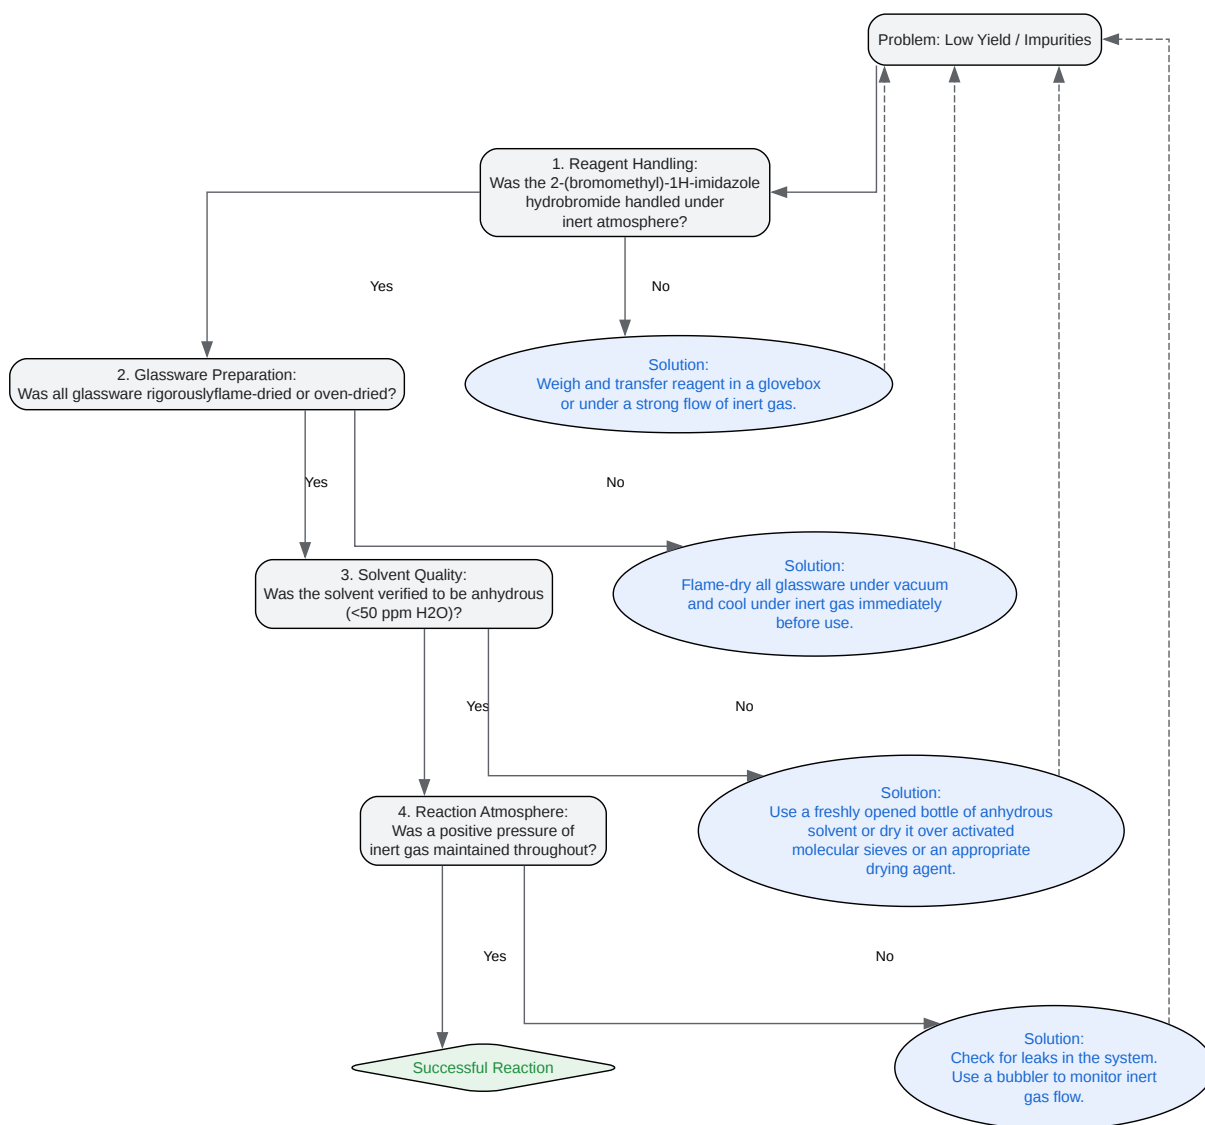 Problem: Low Yield / Impurities
1. Reagent Handling:
Was the 2-(bromomethyl)-1H-imidazole
hydrobromide handled under
inert atmosphere?
Yes
No
Solution:
Weigh and transfer reagent in a glovebox
or under a strong flow of inert gas.
2. Glassware Preparation:
Was all glassware rigorouslyflame-dried or oven-dried?
Yes
No
Solution:
Flame-dry all glassware under vacuum
and cool under inert gas immediately
before use.
3. Solvent Quality:
Was the solvent verified to be anhydrous
(<50 ppm H2O)?
Yes
No
Solution:
Use a freshly opened bottle of anhydrous
solvent or dry it over activated
molecular sieves or an appropriate
drying agent.
4. Reaction Atmosphere:
Was a positive pressure of
inert gas maintained throughout?
Yes
No
Solution:
Check for leaks in the system.
Use a bubbler to monitor inert
gas flow.
Successful Reaction